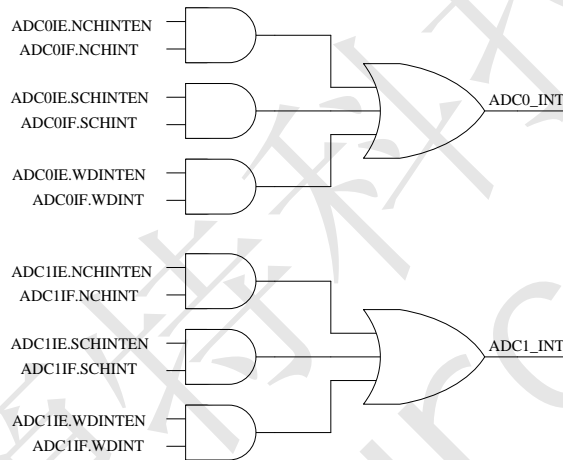 ADC0IE.NCHINTEN
ADC0IF.NCHINT
ADC0IE.SCHINTEN
ADC0IF.SCHINT
ADC0_INT
ADC0IE.WDINTEN
ADC0IF.WDINT
ADC1IE.NCHINTEN
ADC1IF.NCHINT
ADC1IE.SCHINTEN
ADC1IF.SCHINT
ADC1_INT
ADC1IE.WDINTEN
ADC1IF.WDINT